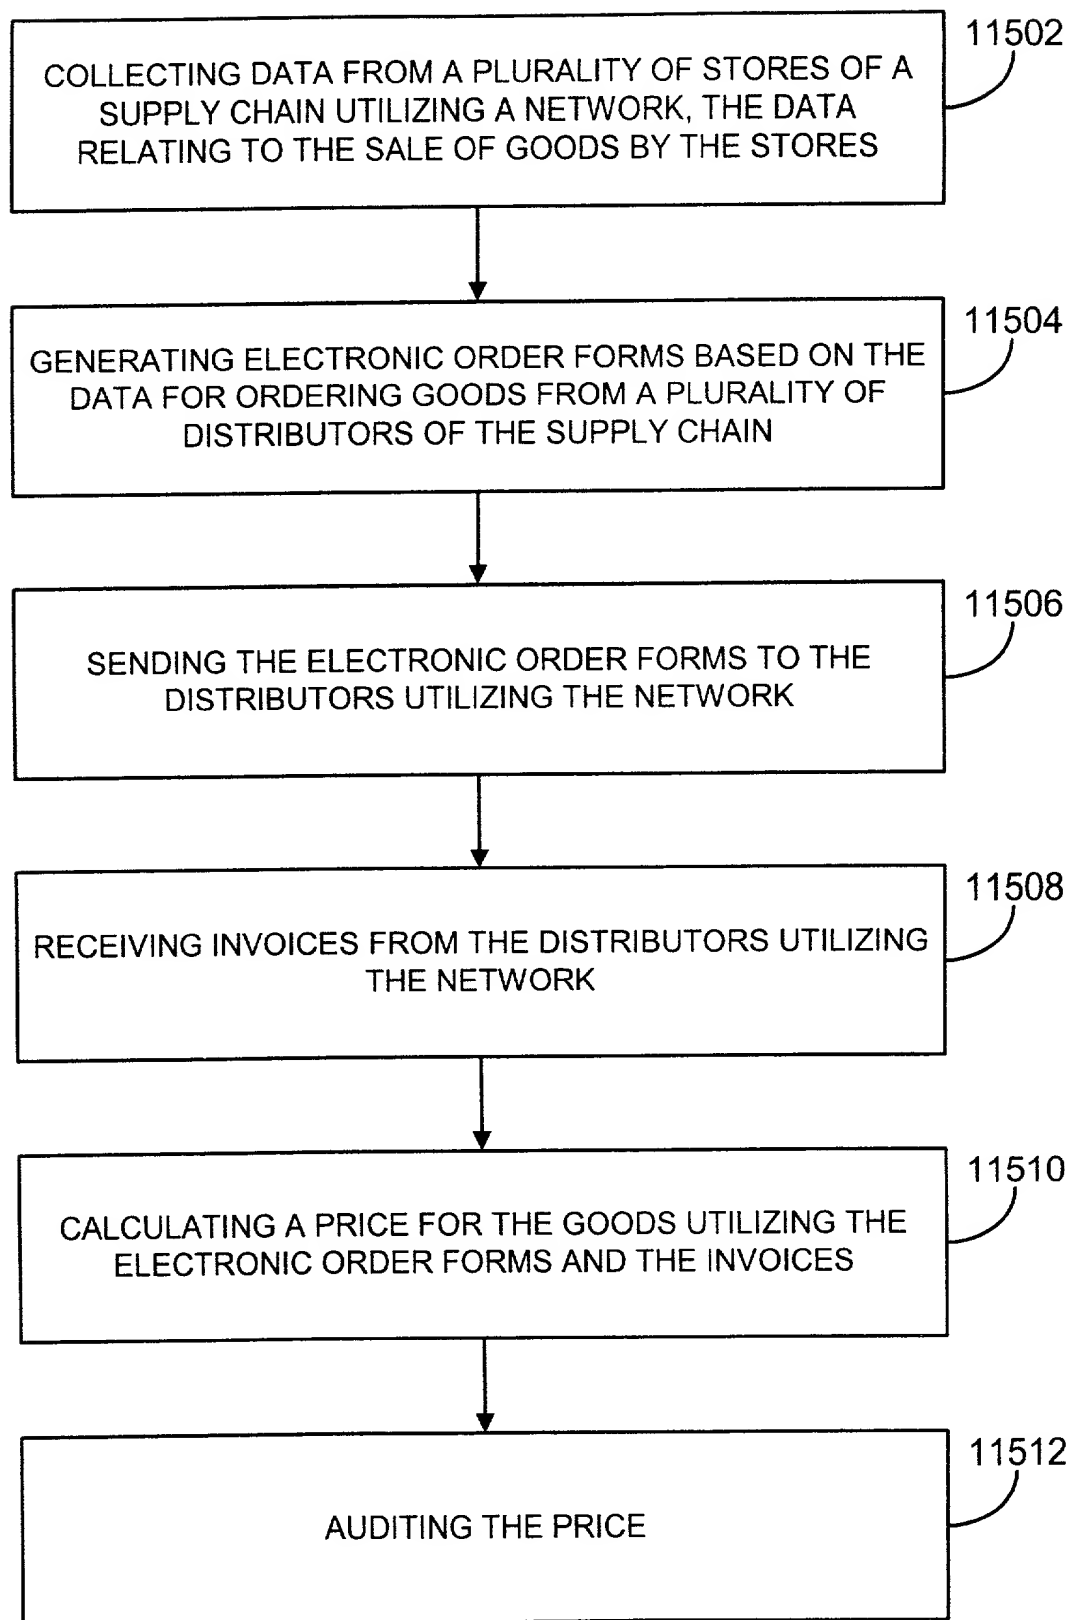 11502
COLLECTING DATA FROM A PLURALITY OF STORES OF A
SUPPLY CHAIN UTILIZING A NETWORK, THE DATA
RELATING TO THE SALE OF GOODS BY THE STORES
11504
GENERATING ELECTRONIC ORDER FORMS BASED ON THE
DATA FOR ORDERING GOODS FROM A PLURALITY OF
DISTRIBUTORS OF THE SUPPLY CHAIN
11506
SENDING THE ELECTRONIC ORDER FORMS TO THE
DISTRIBUTORS UTILIZING THE NETWORK
11508
RECEIVING INVOICES FROM THE DISTRIBUTORS UTILIZING
THE NETWORK
11510
CALCULATING A PRICE FOR THE GOODS UTILIZING THE
ELECTRONIC ORDER FORMS AND THE INVOICES
11512
AUDITING THE PRICE